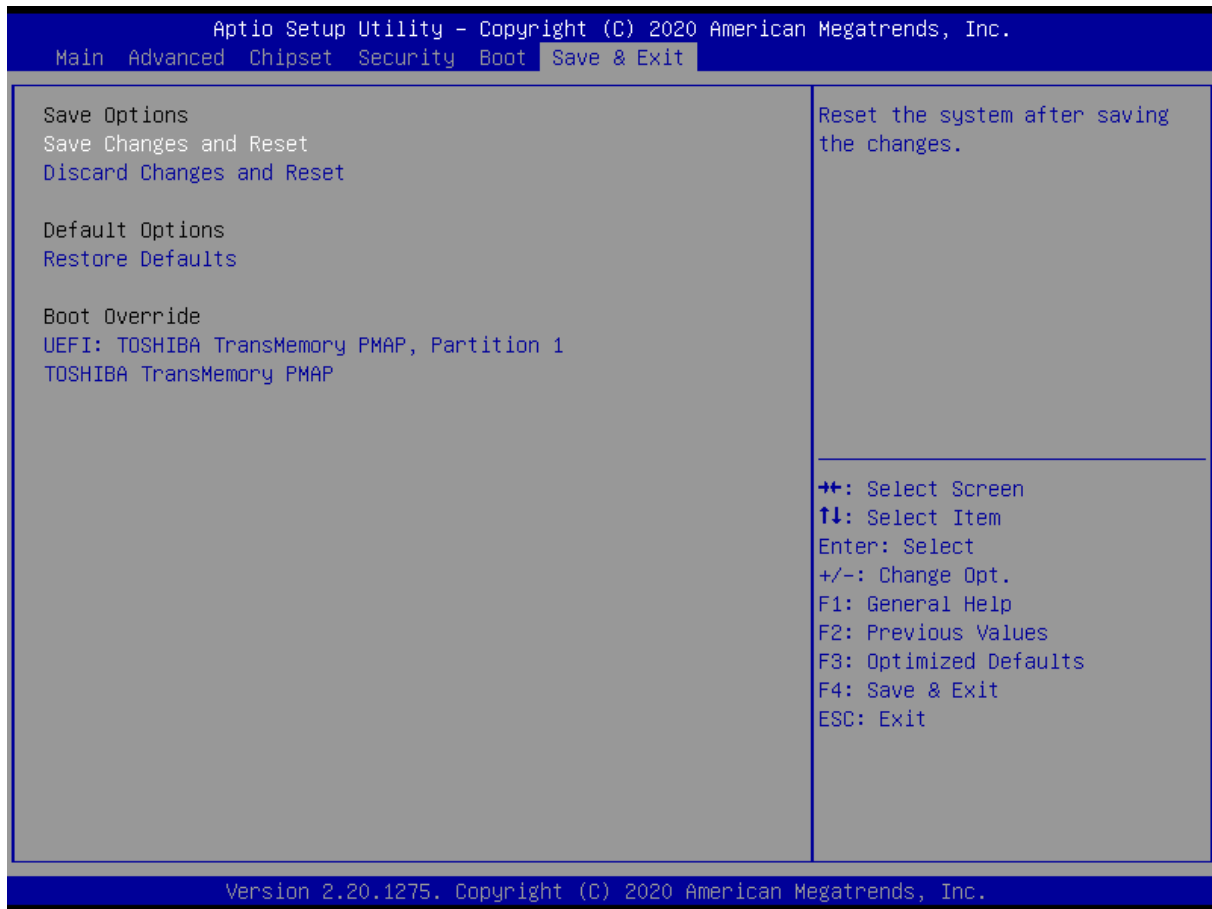 Aptio Setup Utility – Copyright (C) 2020 American Megatrends, Inc.
Main Advanced Chipset Security Boot Save & Exit
Save Options
Save Changes and Reset
Discard Changes and Reset
Default Options
Restore Defaults
Boot Override
UEFI: TOSHIBA TransMemory PMAP, Partition 1
TOSHIBA TransMemory PMAP
Reset the system after saving
the changes.
→←: Select Screen
↑↓: Select Item
Enter: Select
+/-: Change Opt.
F1: General Help
F2: Previous Values
F3: Optimized Defaults
F4: Save & Exit
ESC: Exit
Version 2.20.1275. Copyright (C) 2020 American Megatrends, Inc.